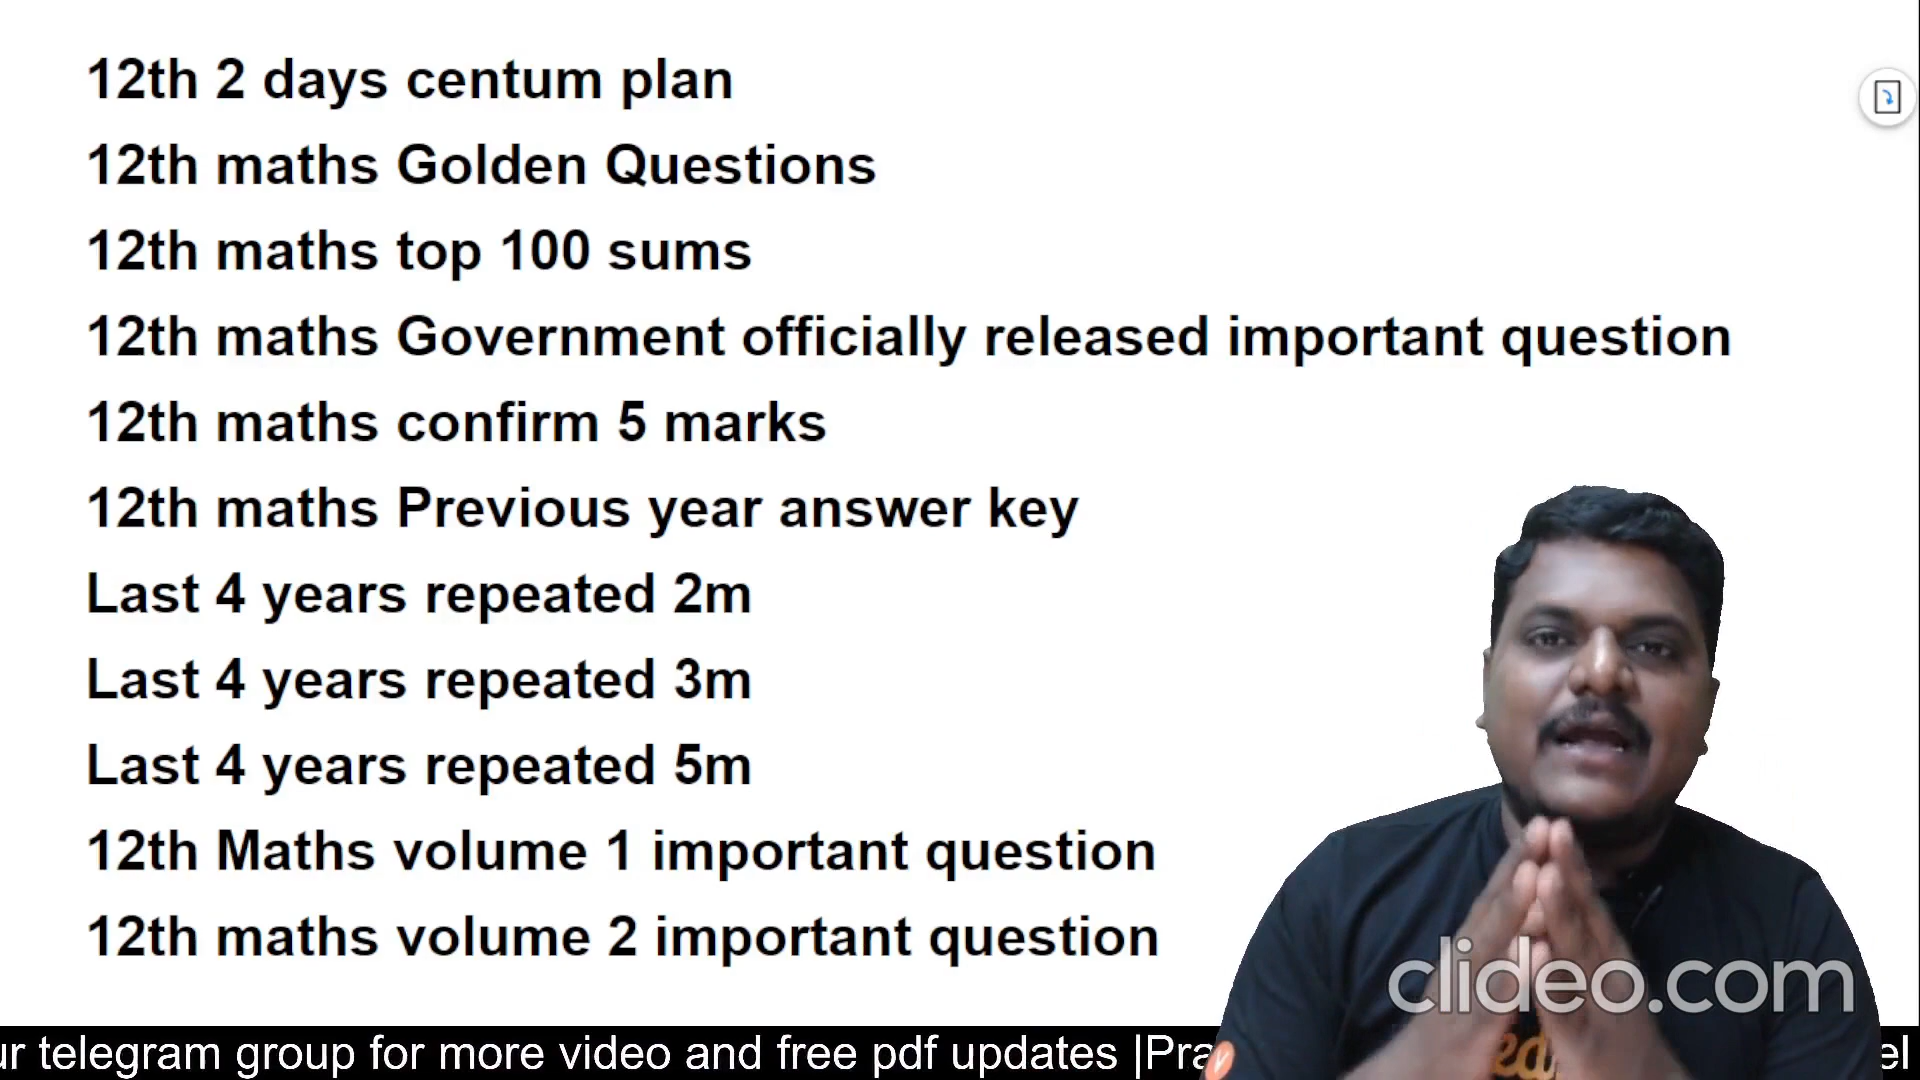 12th 2 days centum plan
12th maths Golden Questions
12th maths top 100 sums
12th maths Government officially released important question
12th maths confirm 5 marks
12th maths Previous year answer key
Last 4 years repeated 2m
Last 4 years repeated 3m
Last 4 years repeated 5m
12th Maths volume 1 important question
12th maths volume 2 important question
clideo.com
telegram group for more video and free pdf updates |